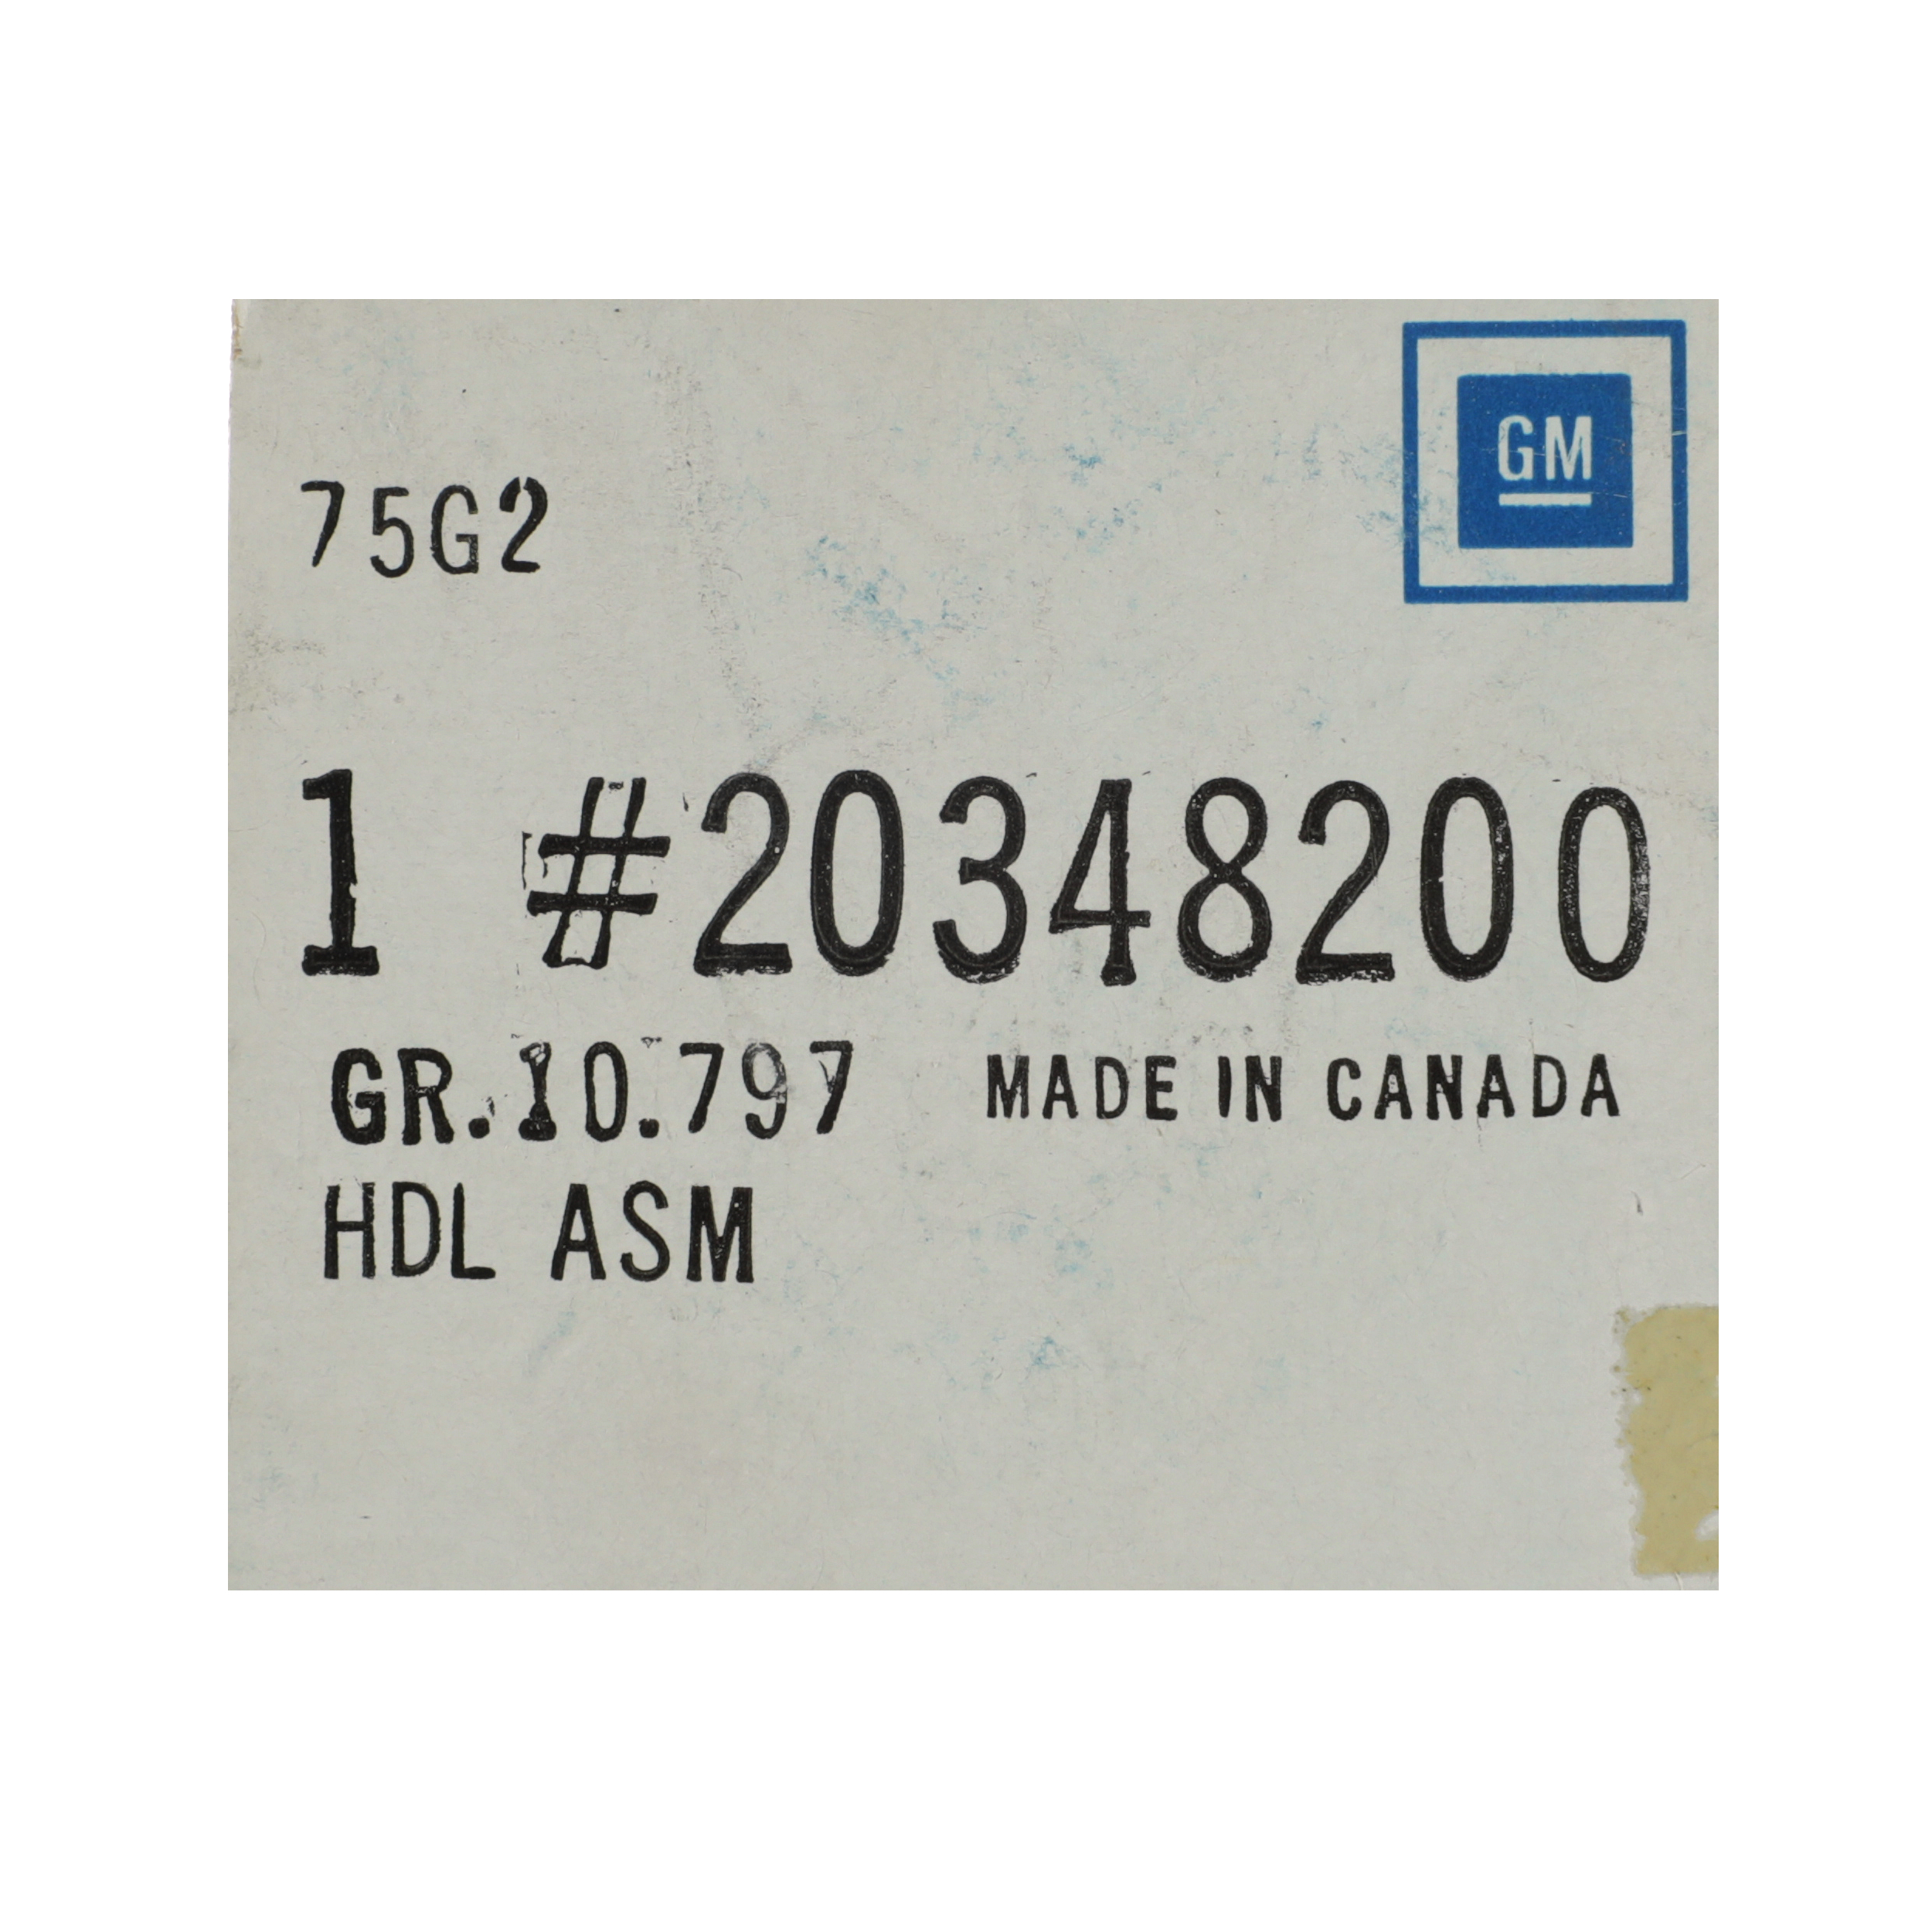 GM
75G2
1 #20348200
GR.10.797 MADE IN CANADA
HDL ASM